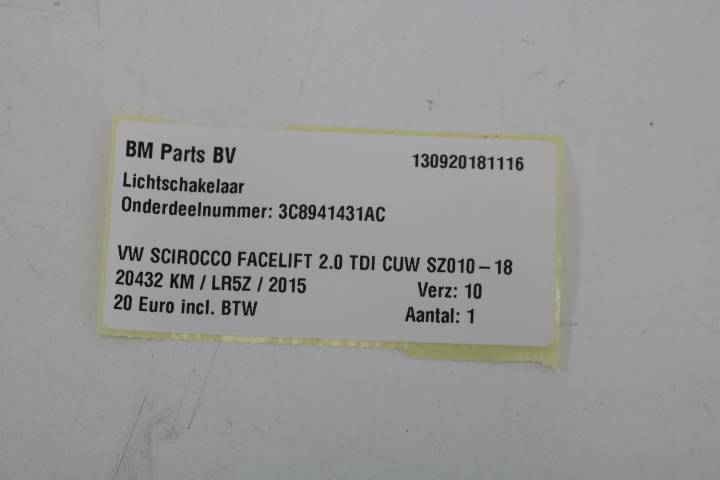 BM Parts BV 130920181116
Lichtschakelaar
Onderdeelnummer: 3C8941431AC
VW SCIROCCO FACELIFT 2.0 TDI CUW SZ010-18
20432 KM / LR5Z / 2015 Verz: 10
20 Euro incl. BTW Aantal: 1